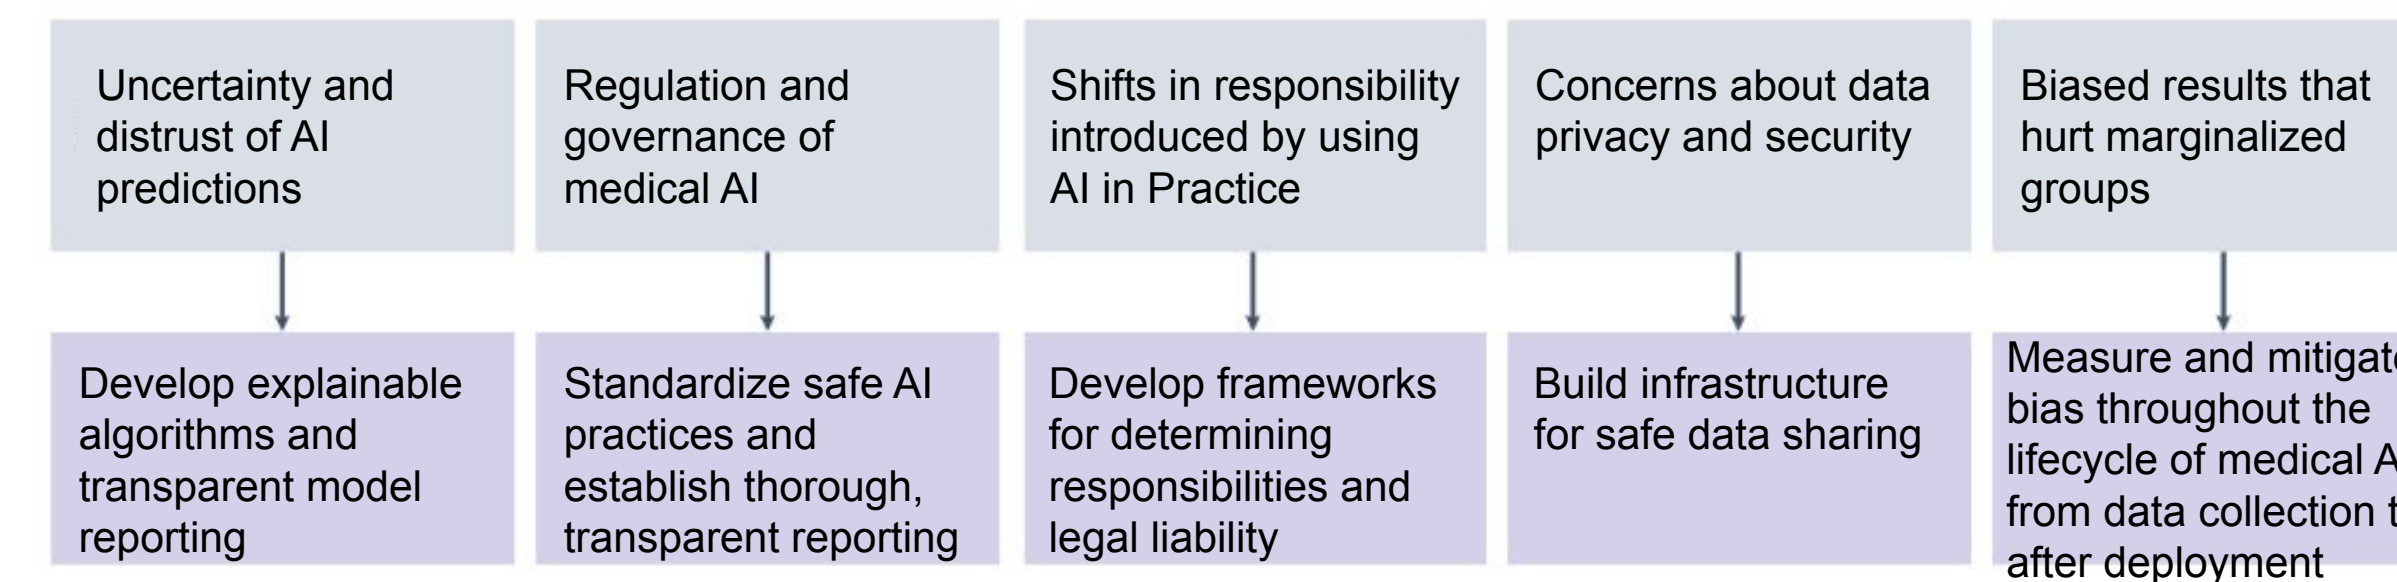 Uncertainty and
distrust of AI
predictions
Regulation and
governance of
medical AI
Shifts in responsibility
introduced by using
AI in Practice
Concerns about data
privacy and security
Biased results that
hurt marginalized
groups
Develop explainable
algorithms and
transparent model
reporting
Standardize safe AI
practices and
establish thorough,
transparent reporting
Develop frameworks
for determining
responsibilities and
legal liability
Build infrastructure
for safe data sharing
Measure and mitigate
bias throughout the
lifecycle of medical
from data collection
after deployment